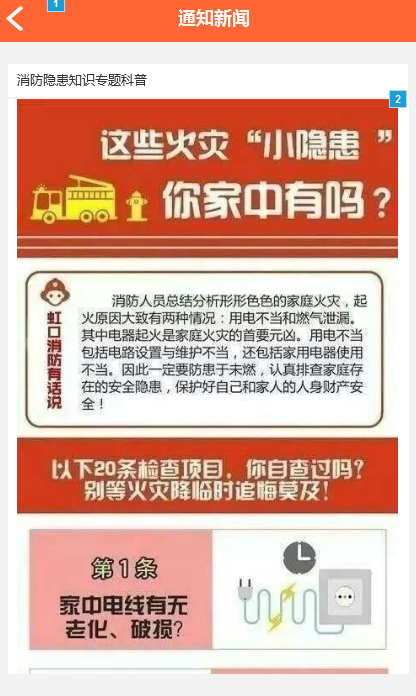 1
通知新闻
消防隐患知识专题科普
2
这些火灾“小隐患”
你家中有吗?
虹口消防有话说
消防人员总结分析形形色色的家庭火灾，起
火原因大致有两种情况：用电不当和燃气泄漏。
其中电器起火是家庭火灾的首要元凶。用电不当
包括电路设置与维护不当，还包括家用电器使用
不当。因此一定要防患于未燃，认真排查家庭存
在的安全隐患，保护好自己和家人的人身财产安
全！
以下20条检查项目，你自查过吗?
别等火灾降临时追悔莫及!
第1条
家中电线有无
老化、破损?